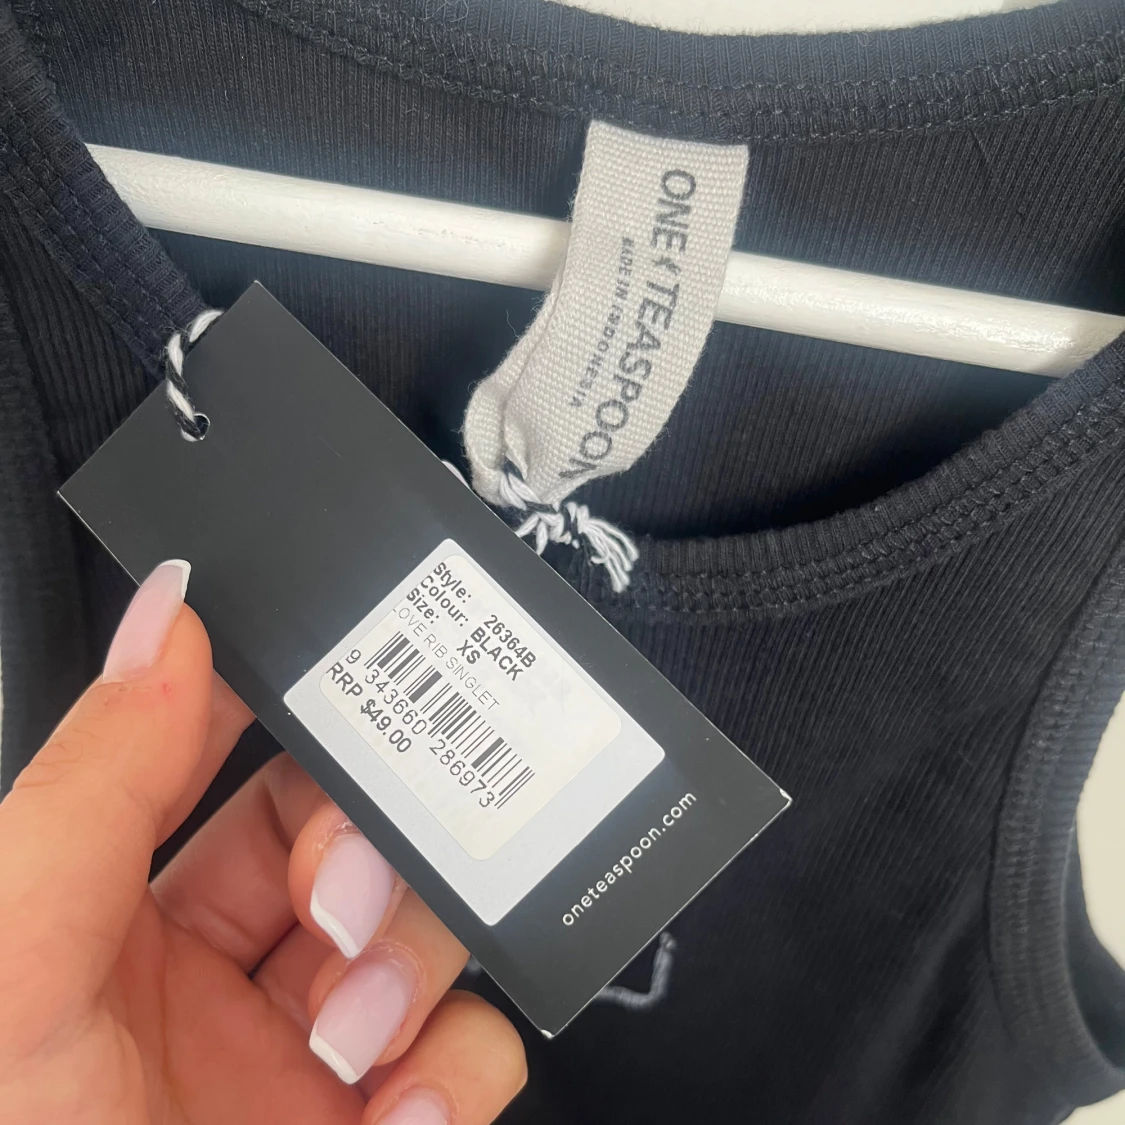 ONE TEASPOON
MADE IN INDONESIA
Style: 26364B
Colour: BLACK
Size: XS
LOVE RIB SINGLET
9 343660 286973
RRP $49.00
oneteaspoon.com